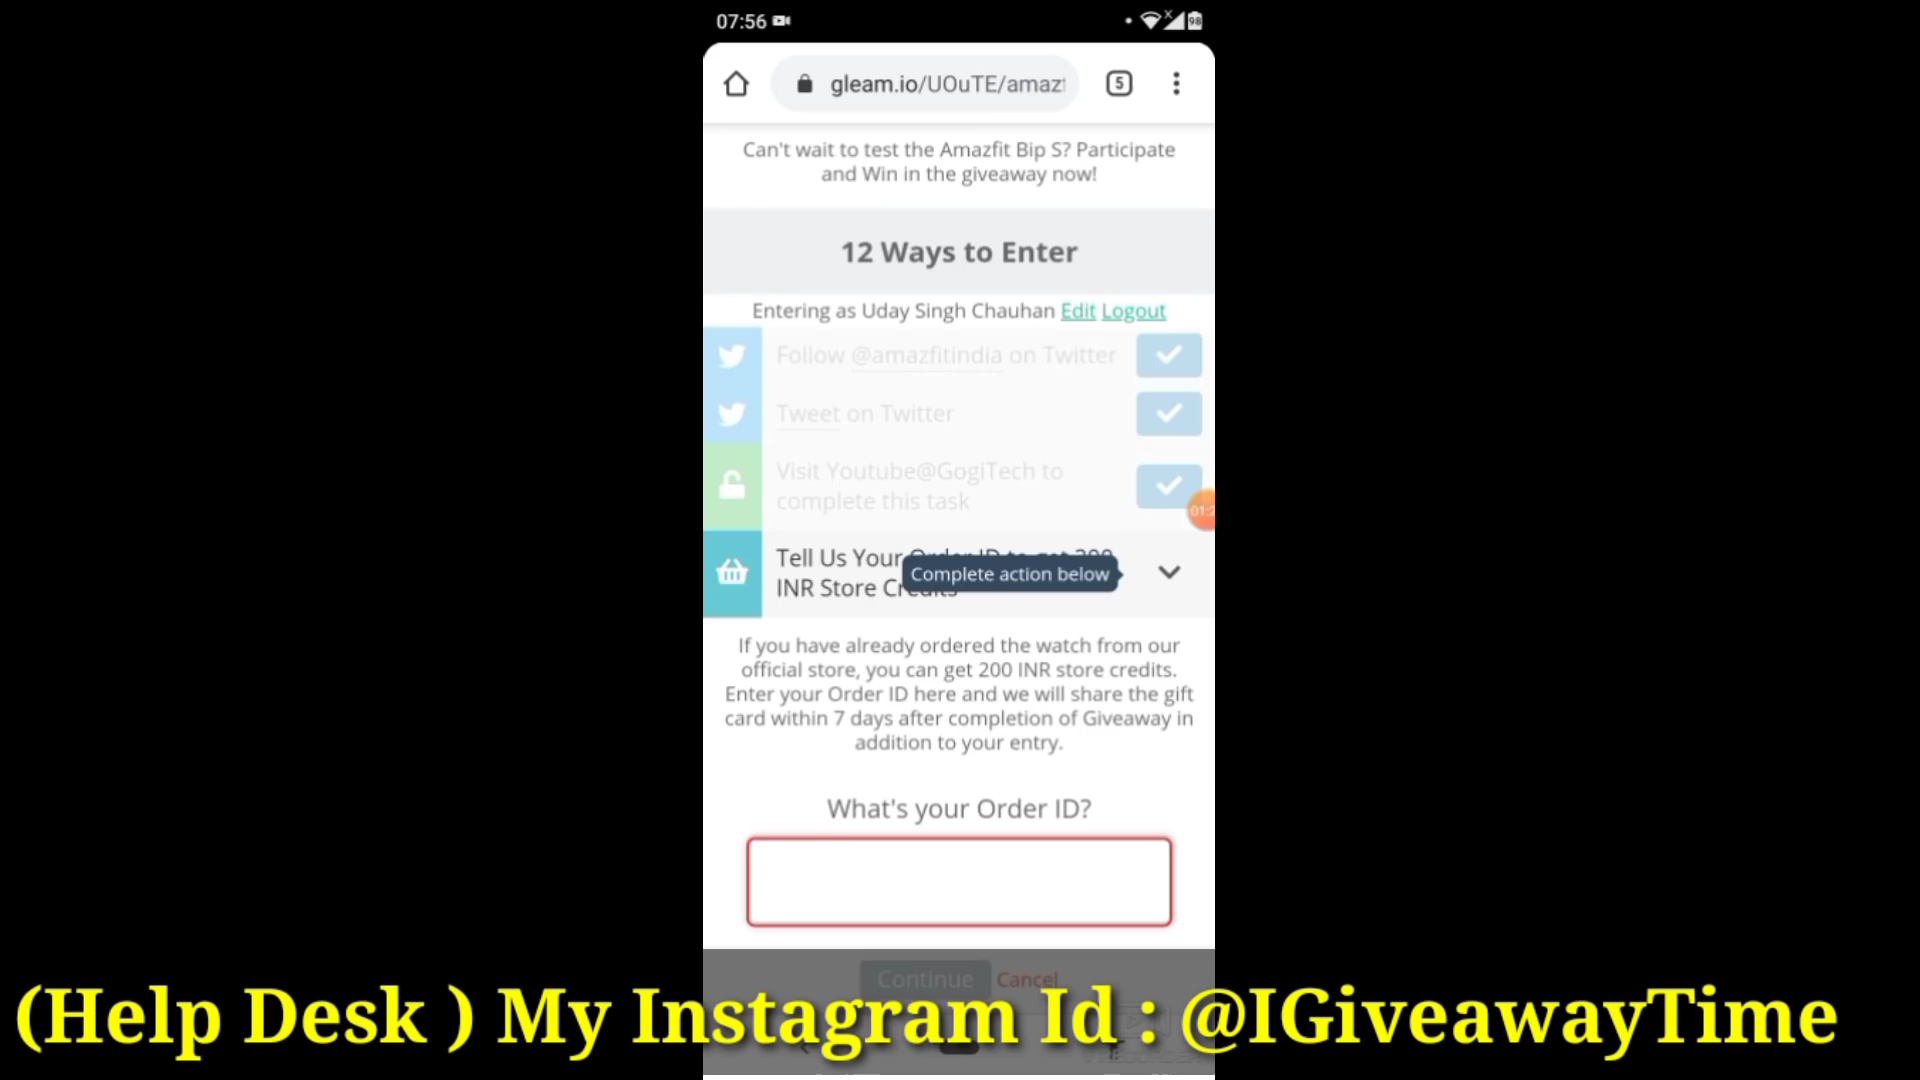 07:56
98
gleam.io/UOuTE/amazf
5
Can't wait to test the Amazfit Bip S? Participate
and Win in the giveaway now!
12 Ways to Enter
Entering as Uday Singh Chauhan Edit Logout
Follow @amazfitindia on Twitter
Tweet on Twitter
Visit Youtube@GogiTech to
complete this task
01:2
Tell Us Your Order ID to get 200
INR Store Credits
Complete action below
If you have already ordered the watch from our
official store, you can get 200 INR store credits.
Enter your Order ID here and we will share the gift
card within 7 days after completion of Giveaway in
addition to your entry.
What's your Order ID?
Continue Cancel
(Help Desk ) My Instagram Id : @IGiveawayTime